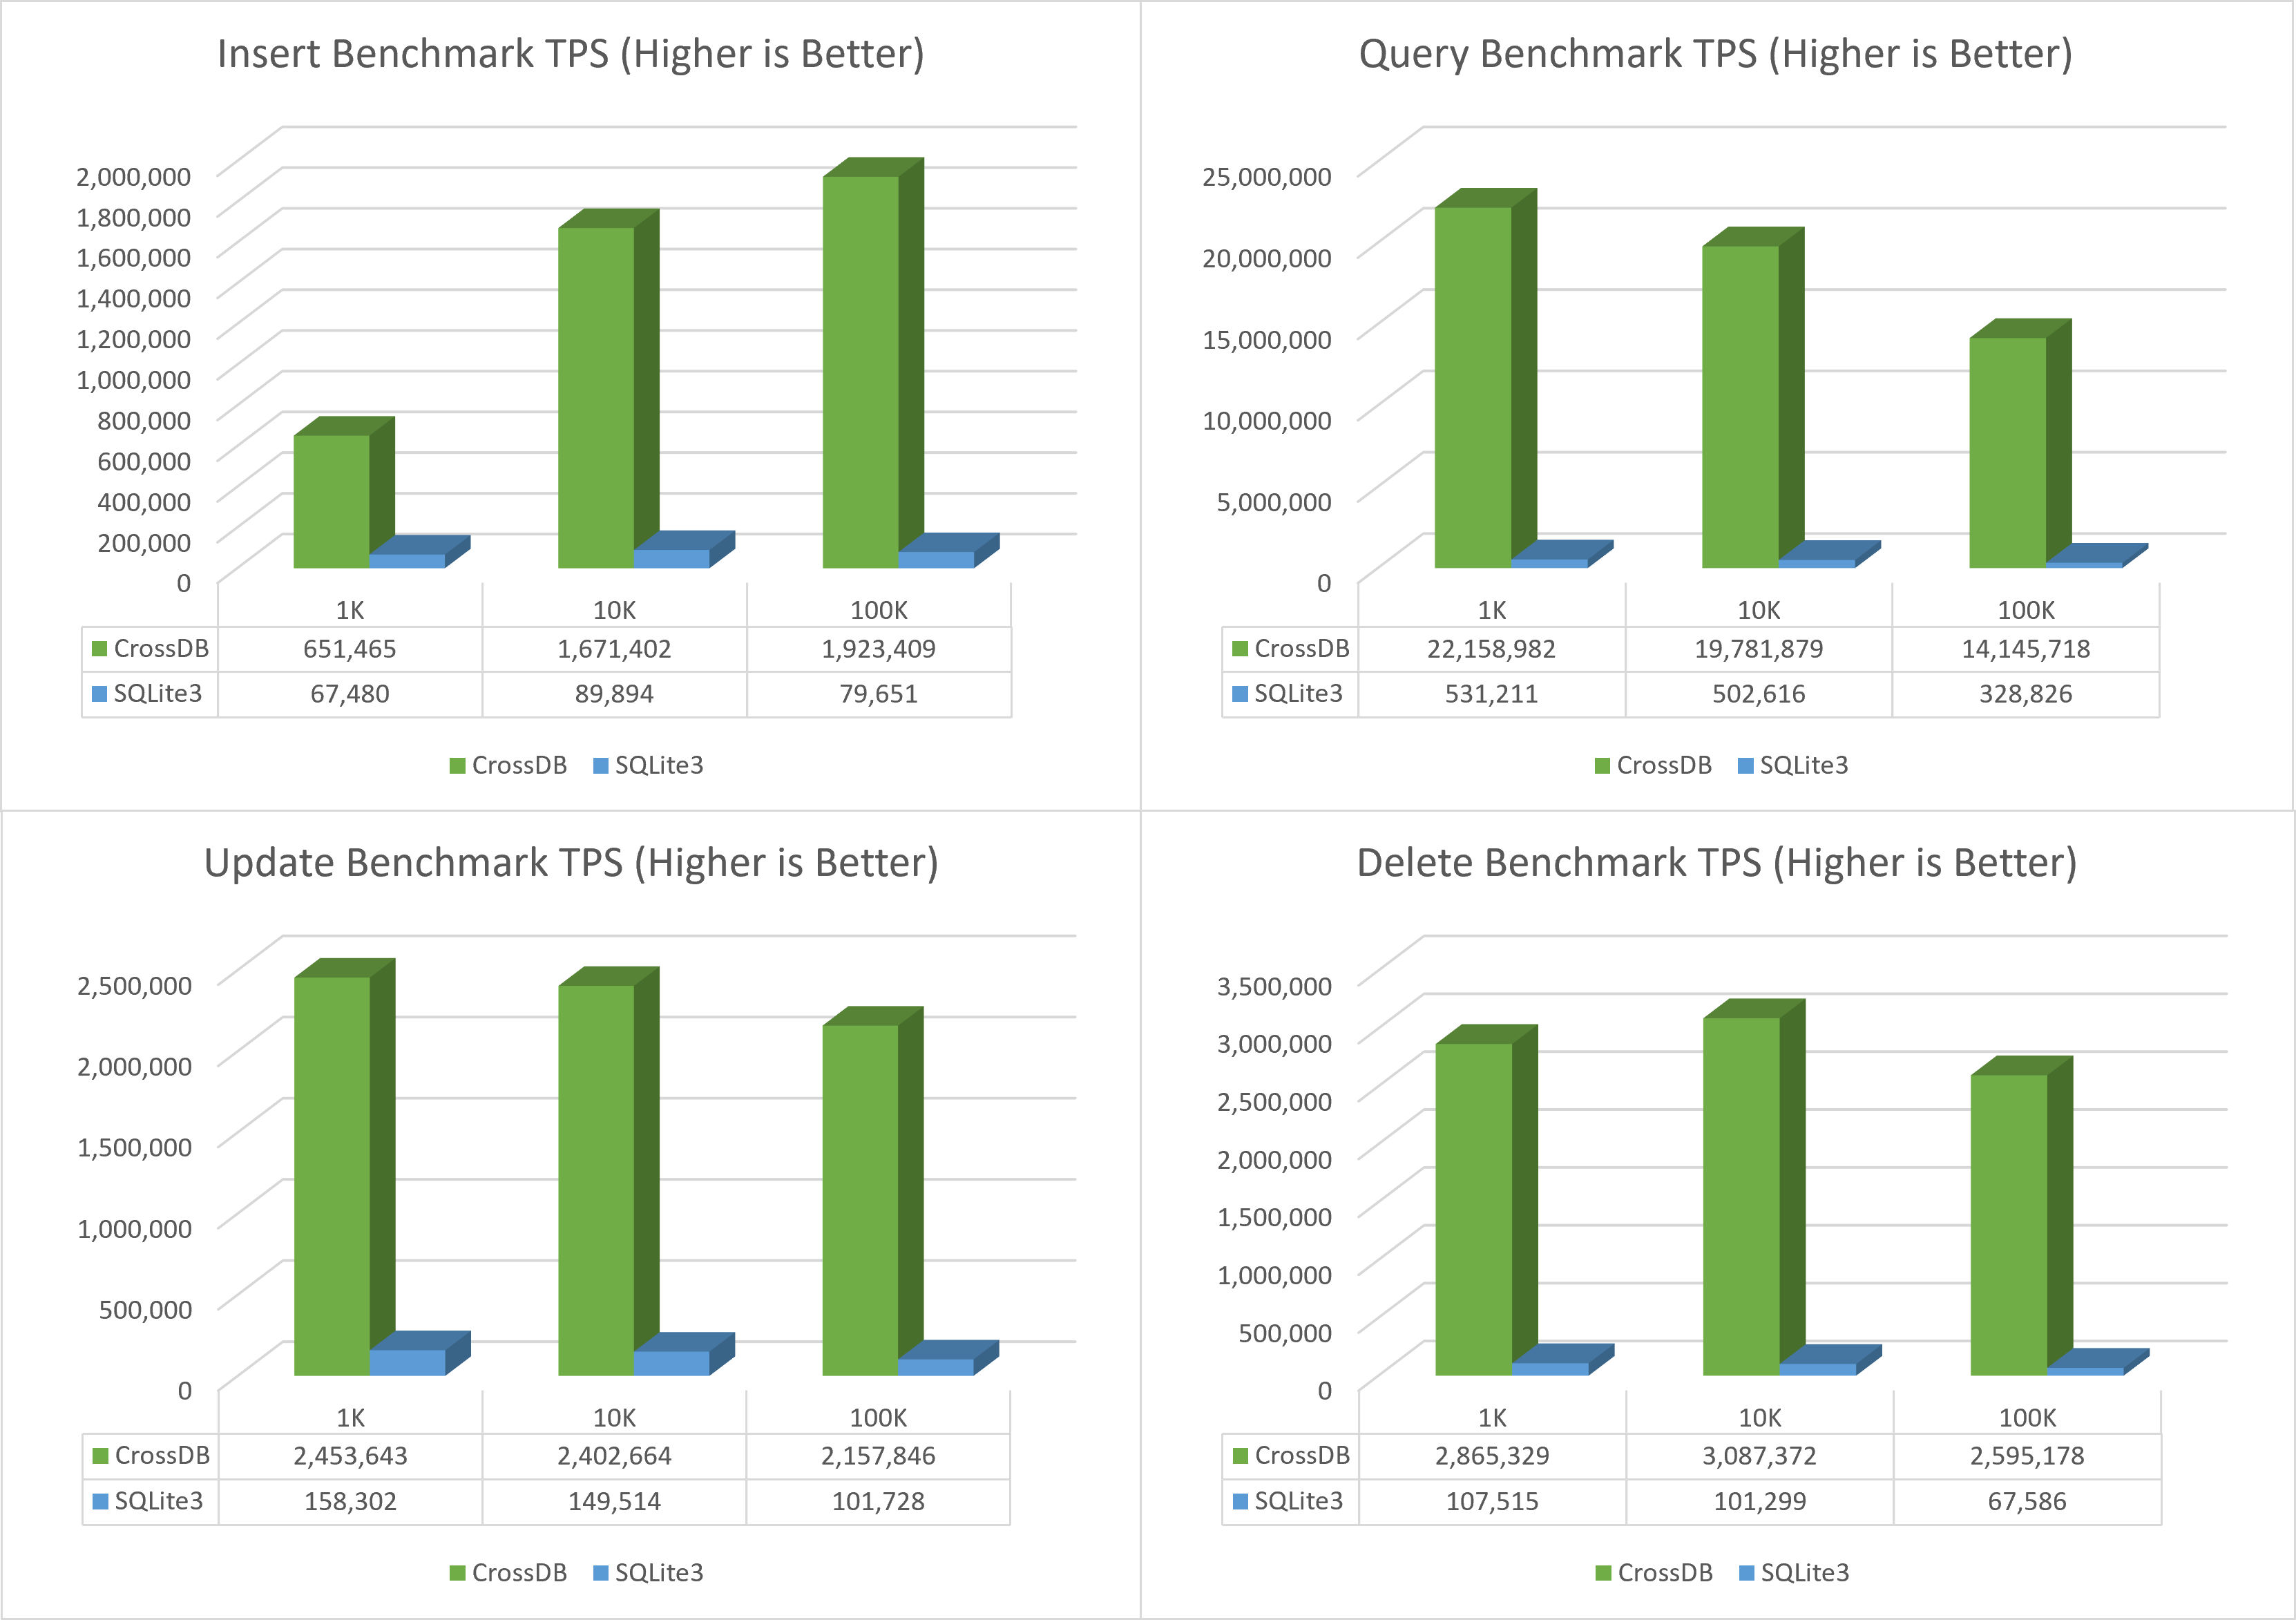 Insert Benchmark TPS (Higher is Better)
2,000,000
1,800,000
1,600,000
1,400,000
1,200,000
1,000,000
800,000
600,000
400,000
200,000
0
1K 10K 100K
CrossDB 651,465 1,671,402 1,923,409
SQLite3 67,480 89,894 79,651
CrossDB SQLite3
Query Benchmark TPS (Higher is Better)
25,000,000
20,000,000
15,000,000
10,000,000
5,000,000
0
1K 10K 100K
CrossDB 22,158,982 19,781,879 14,145,718
SQLite3 531,211 502,616 328,826
CrossDB SQLite3
Update Benchmark TPS (Higher is Better)
2,500,000
2,000,000
1,500,000
1,000,000
500,000
0
1K 10K 100K
CrossDB 2,453,643 2,402,664 2,157,846
SQLite3 158,302 149,514 101,728
CrossDB SQLite3
Delete Benchmark TPS (Higher is Better)
3,500,000
3,000,000
2,500,000
2,000,000
1,500,000
1,000,000
500,000
0
1K 10K 100K
CrossDB 2,865,329 3,087,372 2,595,178
SQLite3 107,515 101,299 67,586
CrossDB SQLite3